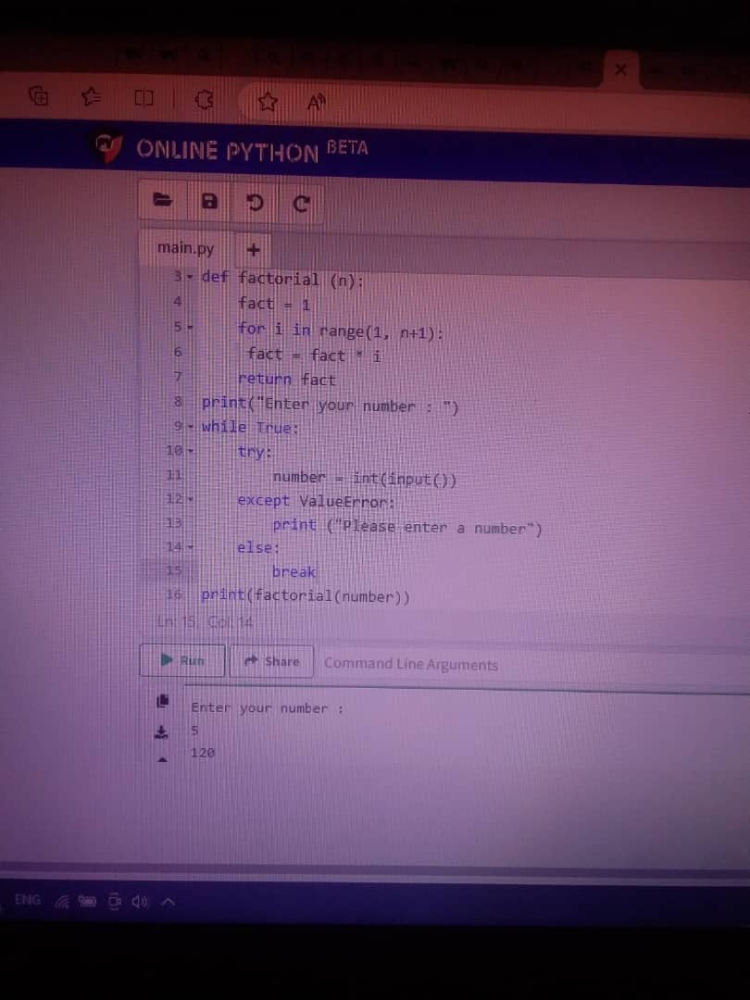 ONLINE PYTHON BETA
main.py +
3 def factorial (n):
4 fact = 1
5 for i in range(1, n+1):
6 fact = fact * i
7 return fact
8 print("Enter your number : ")
9 while True:
10 try:
11 number = int(input())
12 except ValueError:
13 print ("Please enter a number")
14 else:
15 break
16 print(factorial(number))
Ln: 15, Col: 14
Run Share Command Line Arguments
Enter your number :
5
120
ENG